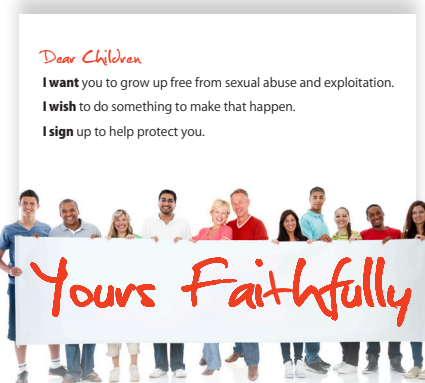 Dear Children
I want you to grow up free from sexual abuse and exploitation.
I wish to do something to make that happen.
I sign up to help protect you.
Yours Faithfully